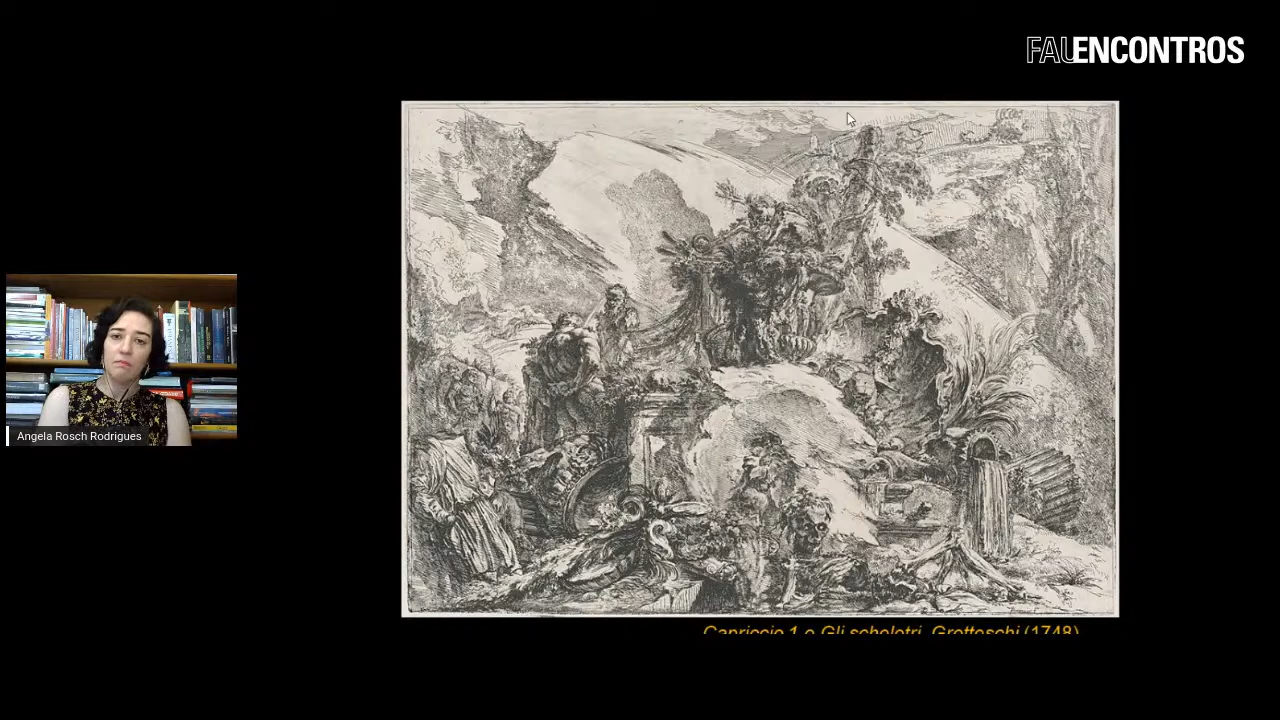 FAUENCONTROS
Angela Rosch Rodrigues
Capriccio 1 o Gli scheletri, Grotteschi (1748)